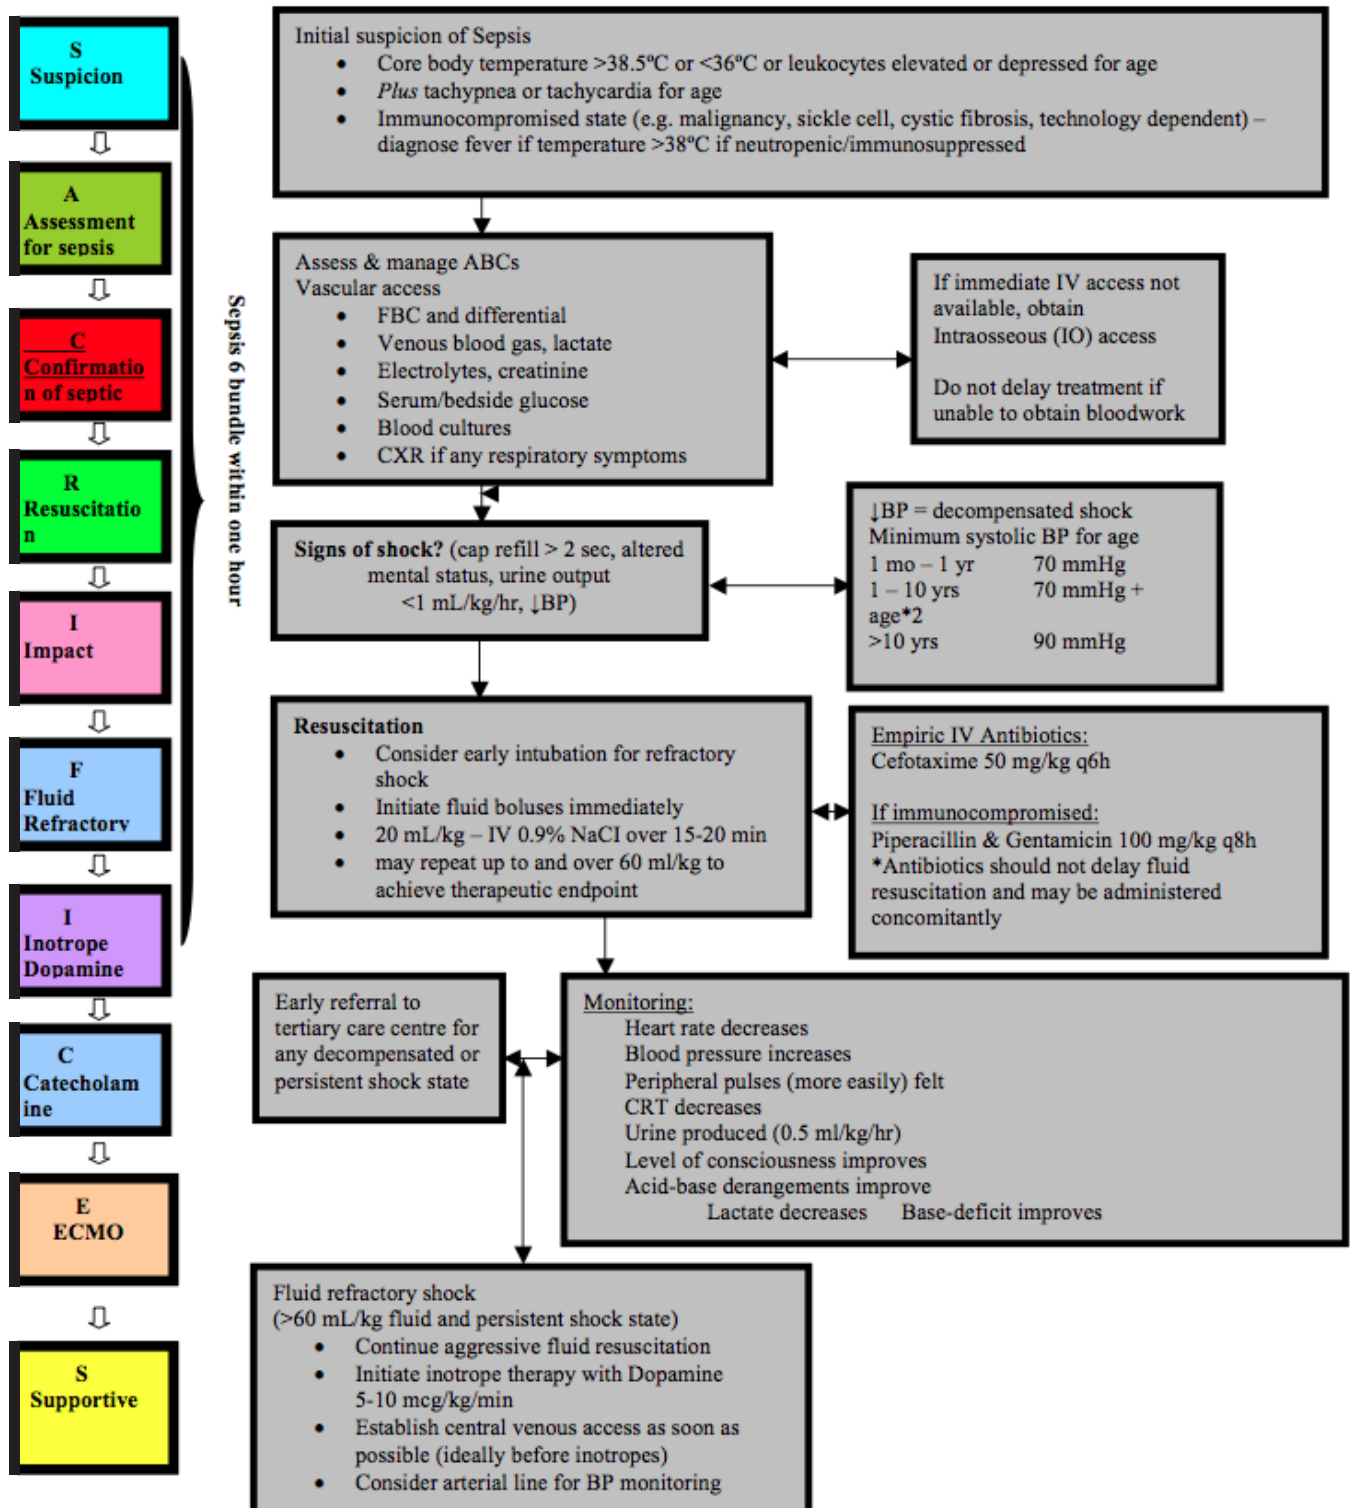 S
Suspicion
A
Assessment
for sepsis
C
Confirmatio
n of septic
R
Resuscitatio
n
I
Impact
F
Fluid
Refractory
I
Inotrope
Dopamine
C
Catecholam
ine
E
ECMO
S
Supportive
Sepsis 6 bundle within one hour
Initial suspicion of Sepsis
• Core body temperature >38.5ºC or <36ºC or leukocytes elevated or depressed for age
• Plus tachypnea or tachycardia for age
• Immunocompromised state (e.g. malignancy, sickle cell, cystic fibrosis, technology dependent) –
diagnose fever if temperature >38ºC if neutropenic/immunosuppressed
Assess & manage ABCs
Vascular access
• FBC and differential
• Venous blood gas, lactate
• Electrolytes, creatinine
• Serum/bedside glucose
• Blood cultures
• CXR if any respiratory symptoms
If immediate IV access not
available, obtain
Intraosseous (IO) access
Do not delay treatment if
unable to obtain bloodwork
Signs of shock? (cap refill > 2 sec, altered
mental status, urine output
<1 mL/kg/hr, ↓BP)
↓BP = decompensated shock
Minimum systolic BP for age
1 mo – 1 yr 70 mmHg
1 – 10 yrs 70 mmHg +
age*2
>10 yrs 90 mmHg
Resuscitation
• Consider early intubation for refractory
shock
• Initiate fluid boluses immediately
• 20 mL/kg – IV 0.9% NaCI over 15-20 min
• may repeat up to and over 60 ml/kg to
achieve therapeutic endpoint
Empiric IV Antibiotics:
Cefotaxime 50 mg/kg q6h
If immunocompromised:
Piperacillin & Gentamicin 100 mg/kg q8h
*Antibiotics should not delay fluid
resuscitation and may be administered
concomitantly
Early referral to
tertiary care centre for
any decompensated or
persistent shock state
Monitoring:
Heart rate decreases
Blood pressure increases
Peripheral pulses (more easily) felt
CRT decreases
Urine produced (0.5 ml/kg/hr)
Level of consciousness improves
Acid-base derangements improve
Lactate decreases Base-deficit improves
Fluid refractory shock
(>60 mL/kg fluid and persistent shock state)
• Continue aggressive fluid resuscitation
• Initiate inotrope therapy with Dopamine
5-10 mcg/kg/min
• Establish central venous access as soon as
possible (ideally before inotropes)
• Consider arterial line for BP monitoring